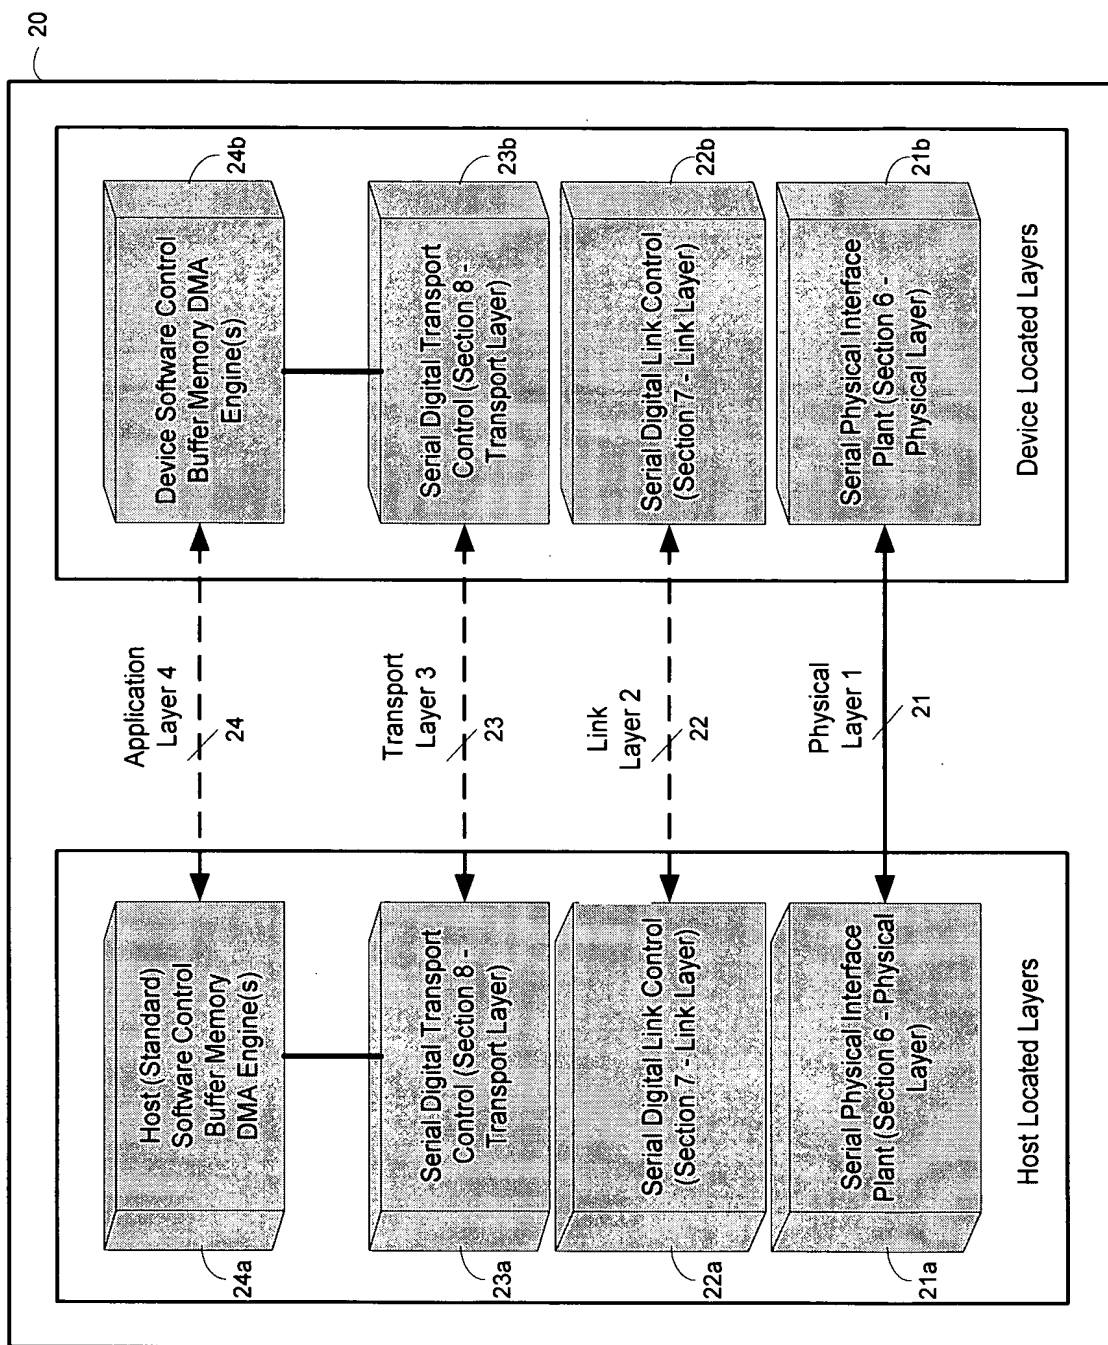 20
Host (Standard)
Software Control
Buffer Memory
DMA Engine(s)
24a
Application
Layer 4
24
Device Software Control
Buffer Memory DMA
Engine(s)
24b
Serial Digital Transport
Control (Section 8 -
Transport Layer)
23a
Transport
Layer 3
23
Serial Digital Transport
Control (Section 8 -
Transport Layer)
23b
Serial Digital Link Control
(Section 7 - Link Layer)
22a
Link
Layer 2
22
Serial Digital Link Control
(Section 7 - Link Layer)
22b
Serial Physical Interface
Plant (Section 6 - Physical
Layer)
21a
Physical
Layer 1
21
Serial Physical Interface
Plant (Section 6 -
Physical Layer)
21b
Host Located Layers
Device Located Layers